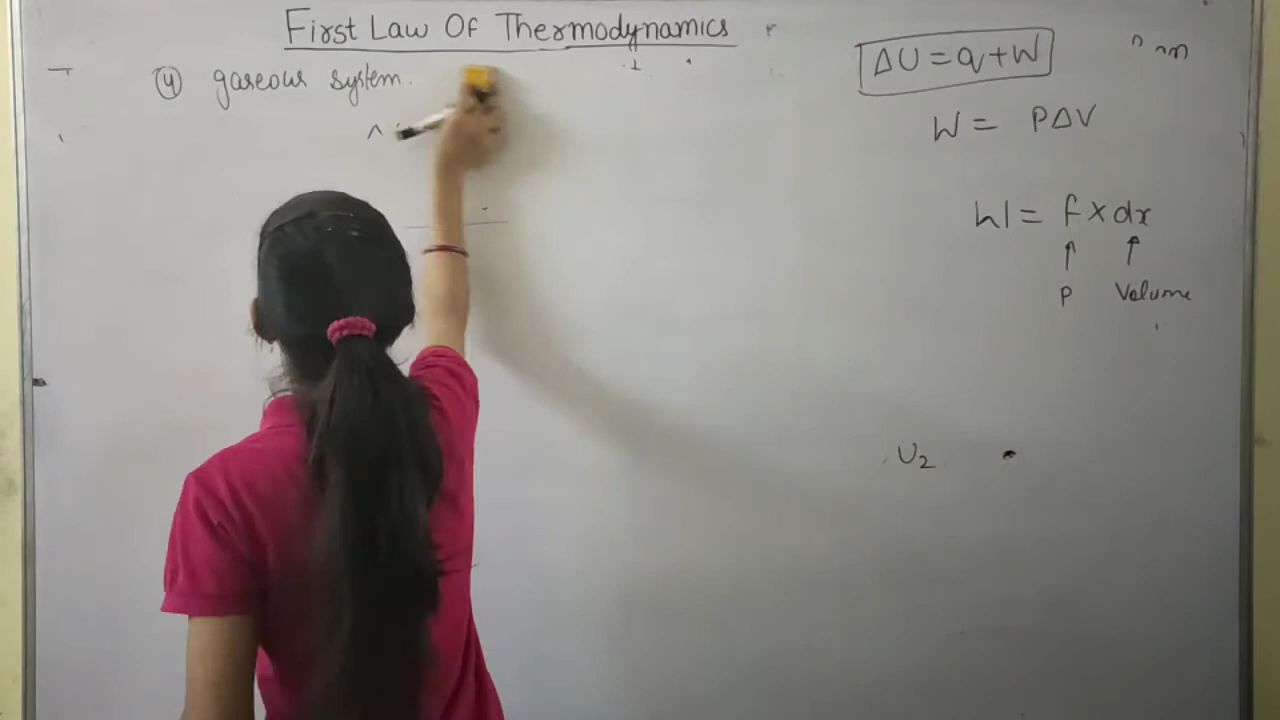 First Law Of Thermodynamics
(4) gaseous system.
ΔU = q + W
W = PΔV
W = f × dx
↑ ↑
P Volume
U₂